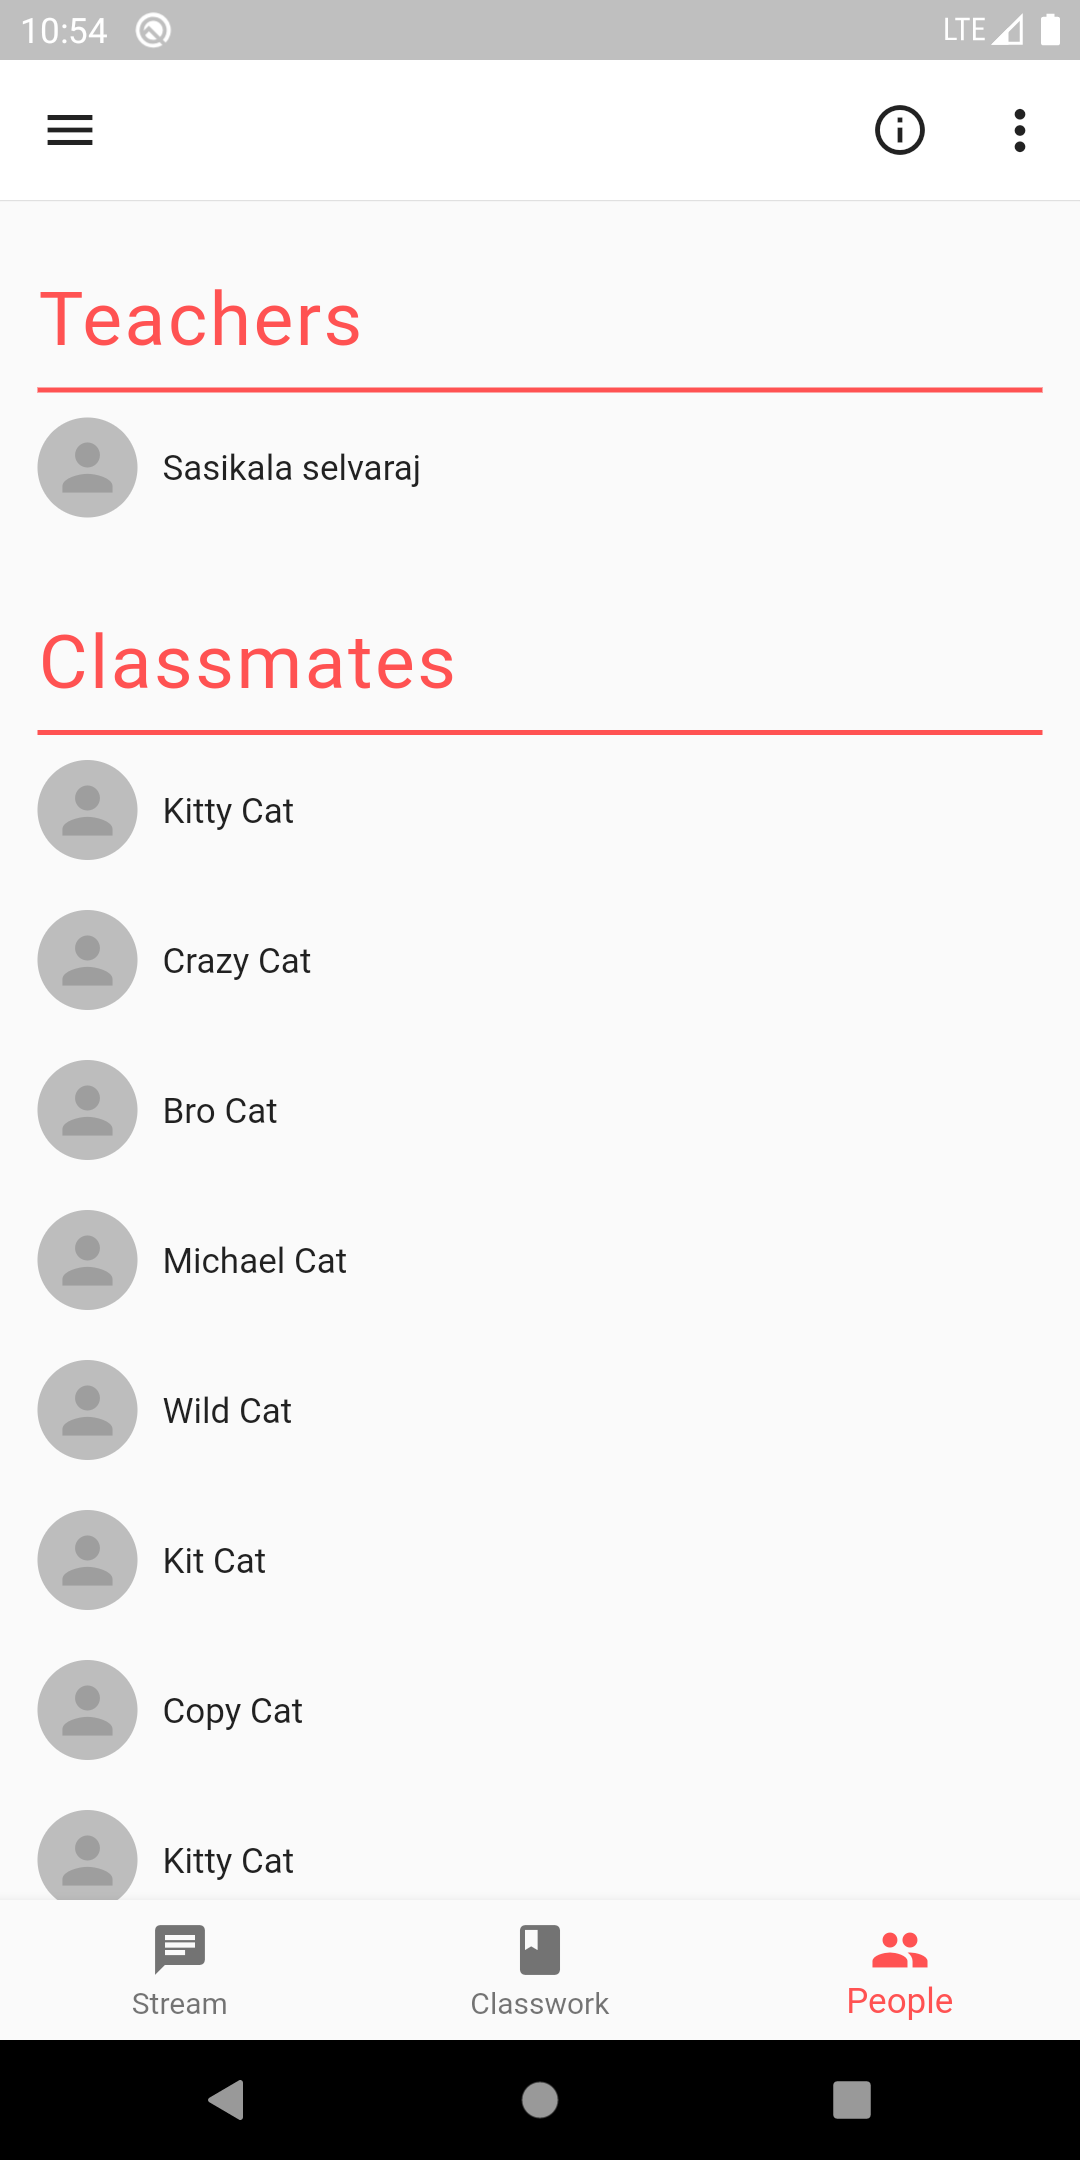 10:54 LTE
Teachers
Sasikala selvaraj
Classmates
Kitty Cat
Crazy Cat
Bro Cat
Michael Cat
Wild Cat
Kit Cat
Copy Cat
Kitty Cat
Stream Classwork People